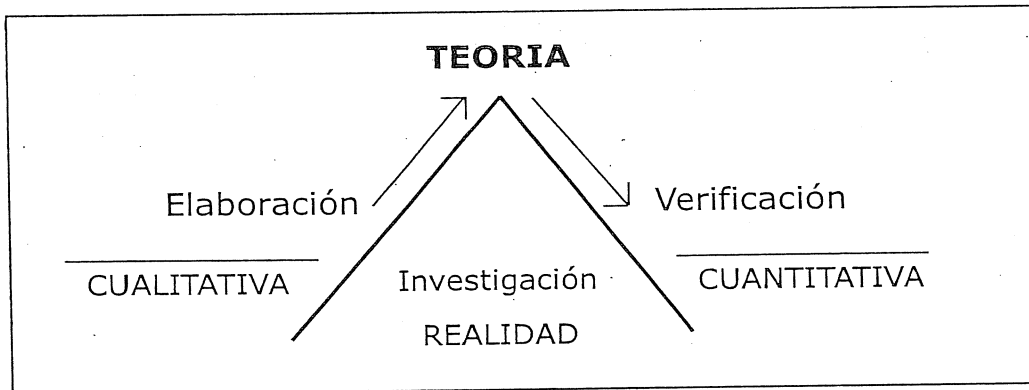 TEORIA
Elaboración
Verificación
CUALITATIVA
Investigación
CUANTITATIVA
REALIDAD